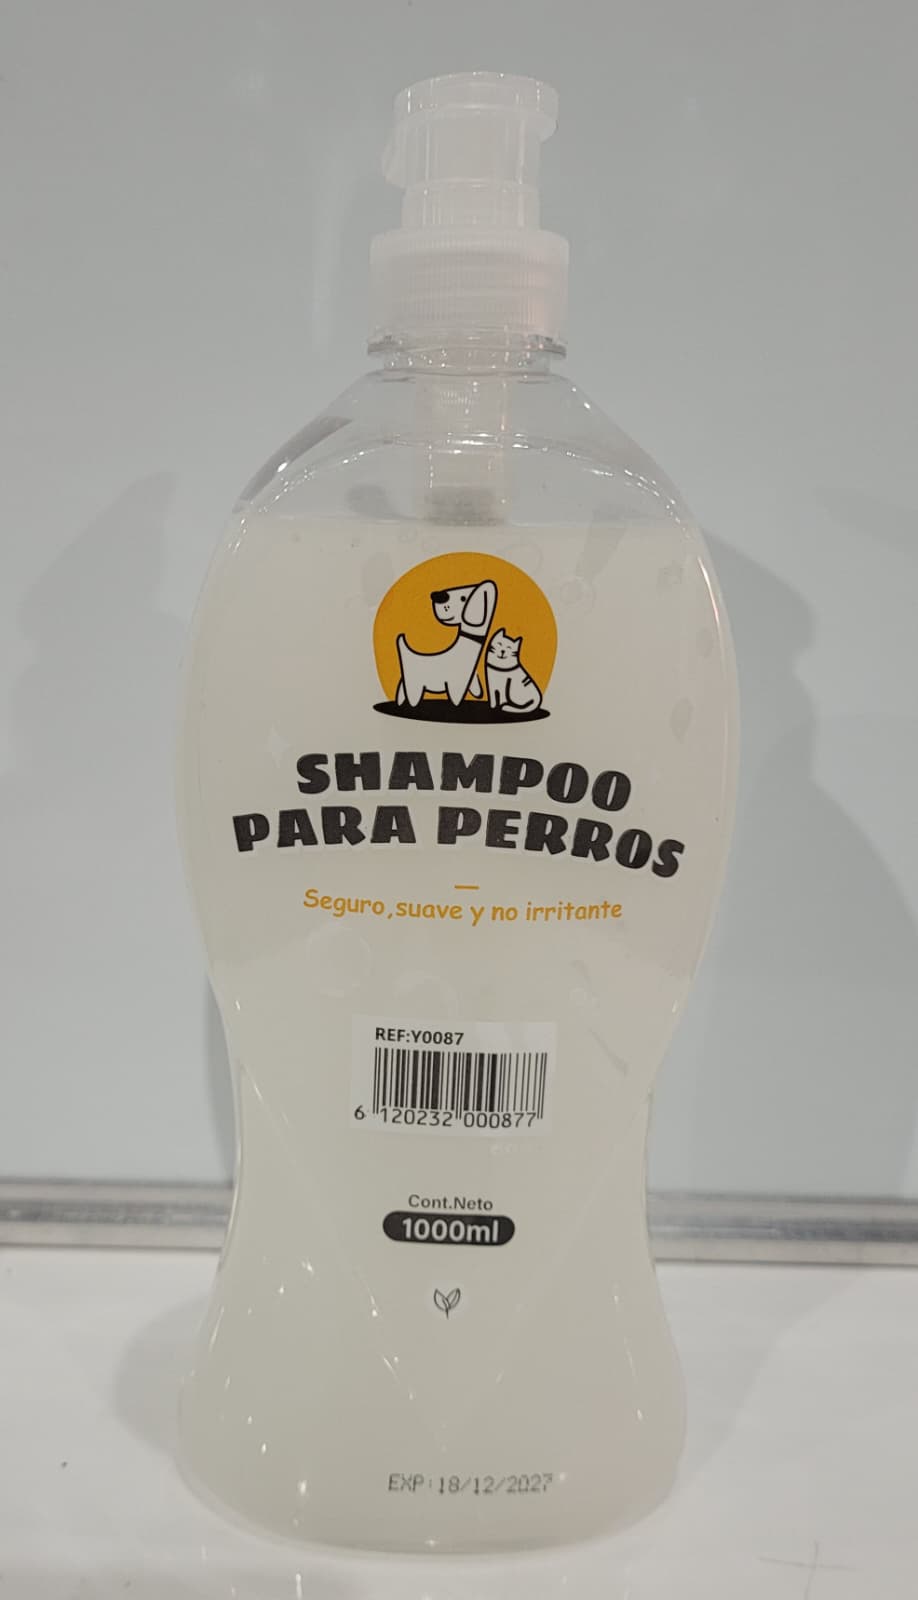 SHAMPOO
PARA PERROS
Seguro,suave y no irritante
REF:Y0087
6 120232 000877
Cont.Neto
1000ml
EXP:18/12/2027